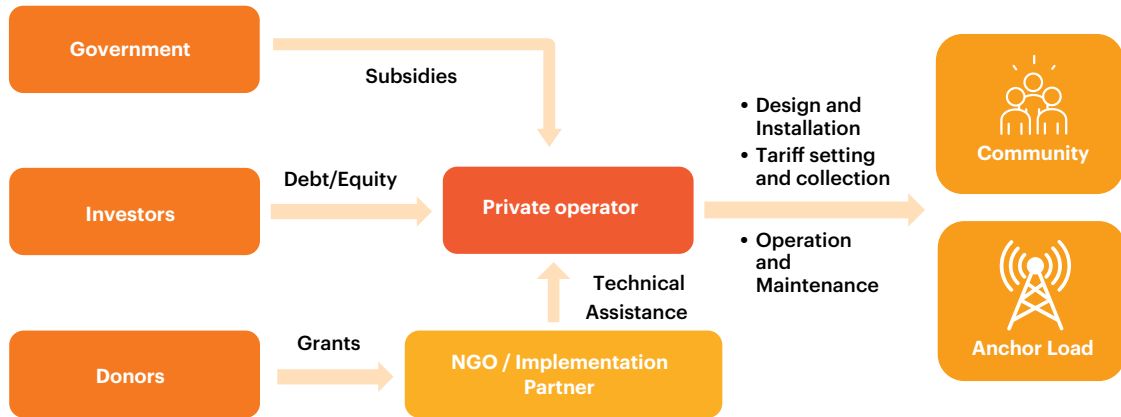 Government
Subsidies
Investors
Debt/Equity
Private operator
• Design and
Installation
• Tariff setting
and collection
• Operation
and
Maintenance
Community
Anchor Load
Technical
Assistance
Donors
Grants
NGO / Implementation
Partner